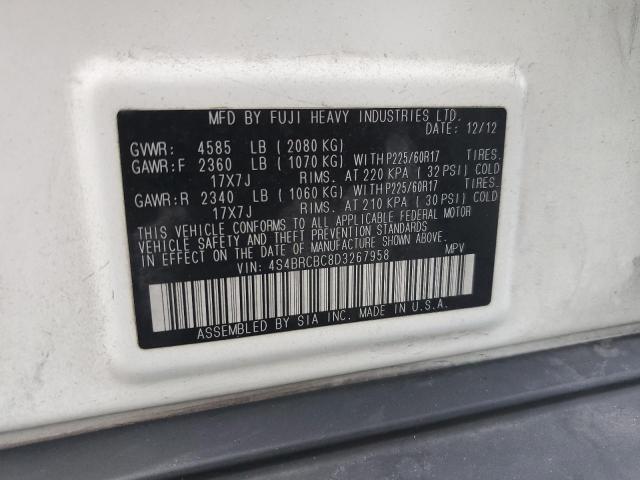 MFD BY FUJI HEAVY INDUSTRIES LTD.
DATE: 12/12
GVWR: 4585 LB (2080 KG)
GAWR:F 2360 LB (1070 KG) WITH P225/60R17 TIRES.
17X7J RIMS. AT 220 KPA (32 PSI) COLD
GAWR:R 2340 LB (1060 KG) WITH P225/60R17 TIRES.
17X7J RIMS. AT 210 KPA (30 PSI) COLD
THIS VEHICLE CONFORMS TO ALL APPLICABLE FEDERAL MOTOR
VEHICLE SAFETY AND THEFT PREVENTION STANDARDS IN
EFFECT ON THE DATE OF MANUFACTURE SHOWN ABOVE.
VIN: 4S4BRCBC8D3267958 MPV
ASSEMBLED BY SIA INC. MADE IN U.S.A.